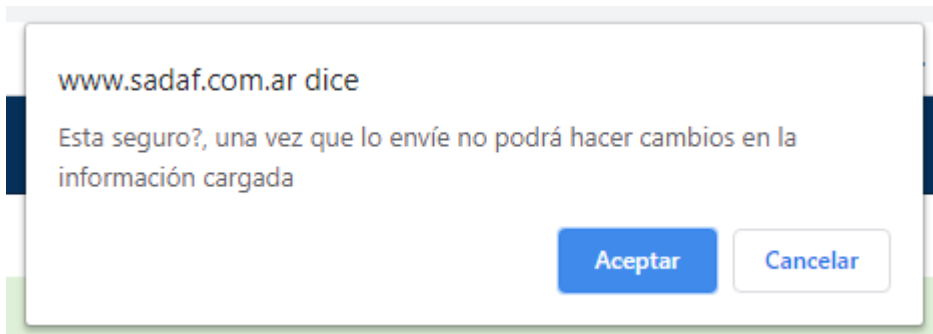 www.sadaf.com.ar dice
Esta seguro?, una vez que lo envíe no podrá hacer cambios en la
información cargada
Aceptar
Cancelar